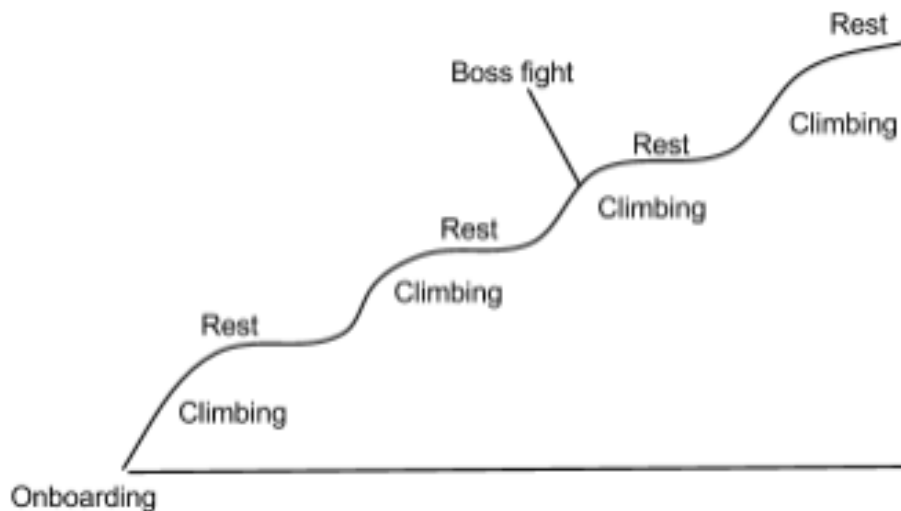 Rest
Boss fight
Climbing
Rest
Climbing
Rest
Climbing
Rest
Climbing
Onboarding